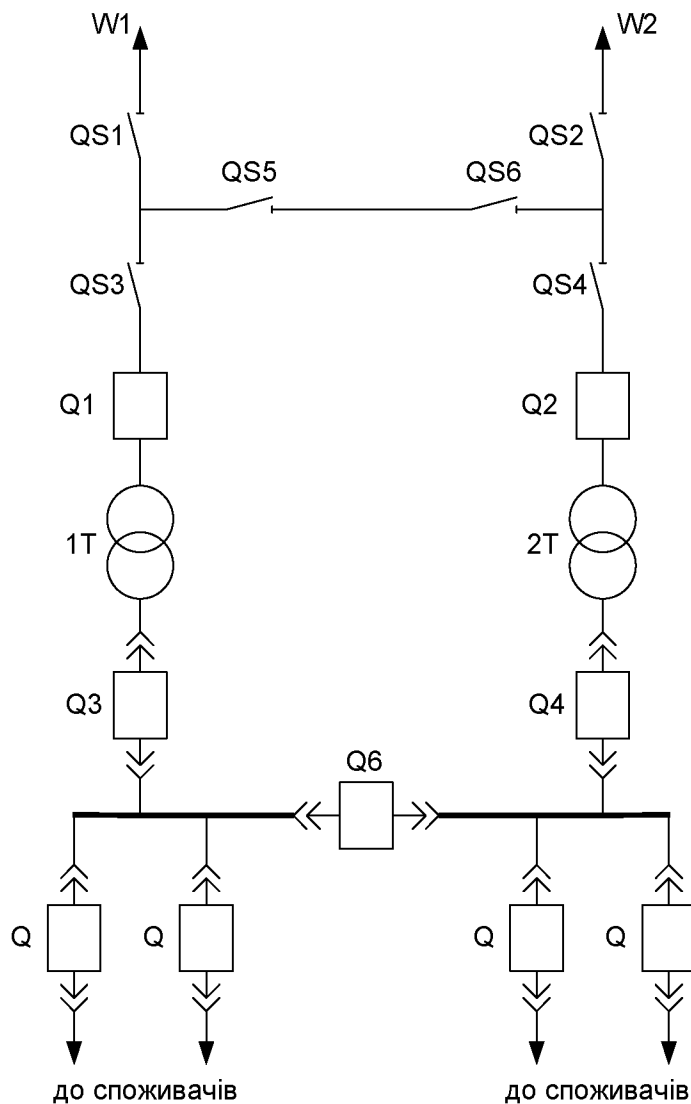 W1 W2
QS1 QS2
QS5 QS6
QS3 QS4
Q1 Q2
1T 2T
Q3 Q4
Q6
Q Q Q Q
до споживачів до споживачів